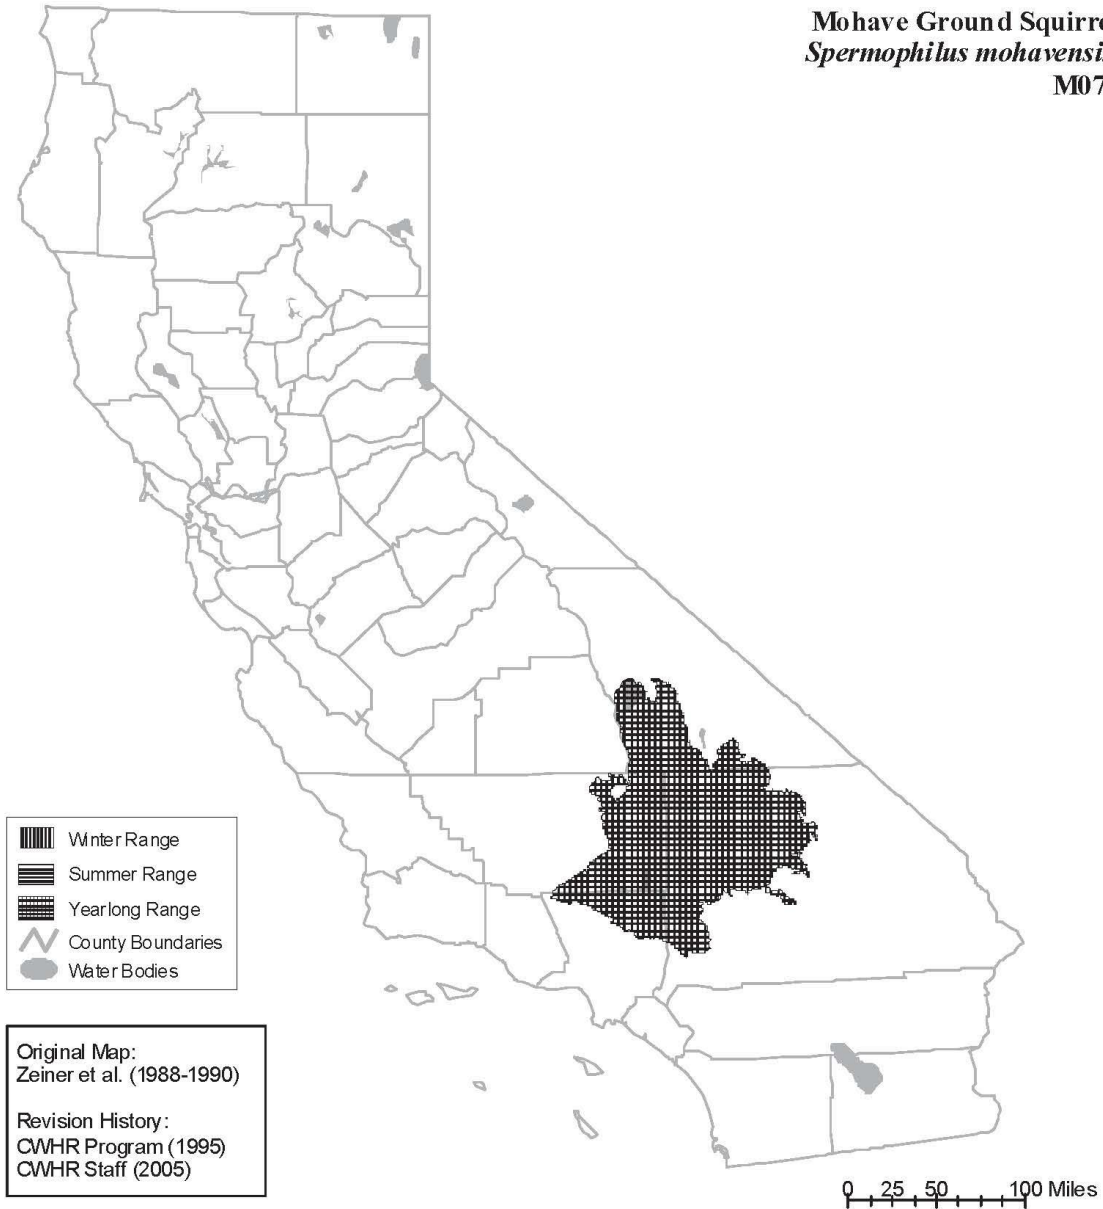 Mohave Ground Squirre
Spermophilus mohavensi
M07
Winter Range
Summer Range
Yearlong Range
County Boundaries
Water Bodies
Original Map:
Zeiner et al. (1988-1990)
Revision History:
CWHR Program (1995)
CWHR Staff (2005)
0 25 50 100 Miles